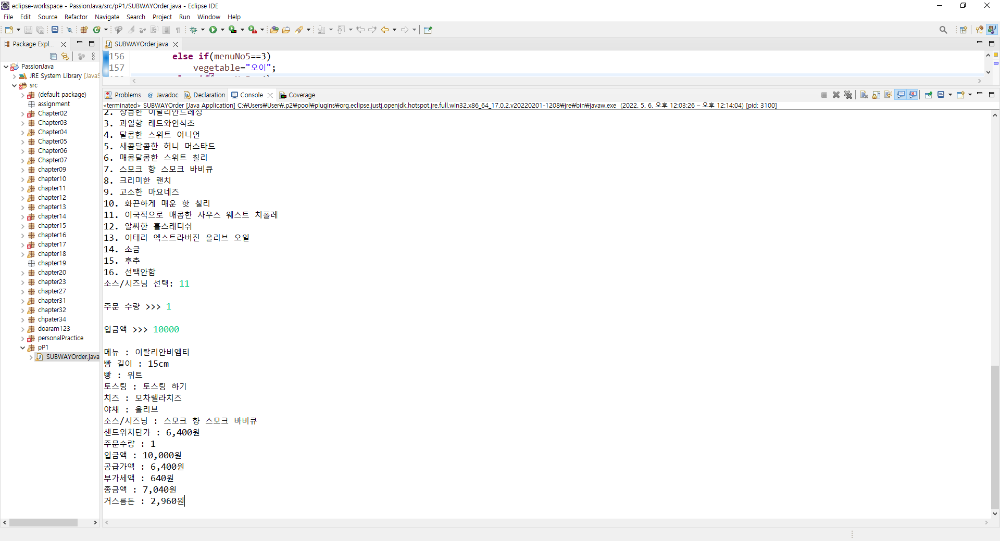 eclipse-workspace - PassionJava/src/pP1/SUBWAYOrder.java - Eclipse IDE
File Edit Source Refactor Navigate Search Project Run Window Help
Package Expl...
SUBWAYOrder.java
156 else if(menuNo5==3)
157 vegetable="오이";
PassionJava
JRE System Library [JavaS
src
(default package)
assignment
Chapter02
Chapter03
Chapter04
Chapter05
Chapter06
Chapter07
chapter09
chapter10
chapter11
chapter12
chapter13
chapter14
chapter15
chapter16
chapter17
chapter18
chapter19
chapter20
chapter23
chapter27
chapter31
chapter32
chpater34
doaram123
personalPractice
pP1
SUBWAYOrder.java
Problems Javadoc Declaration Console Coverage
<terminated> SUBWAYOrder [Java Application] C:₩Users₩User₩.p2₩pool₩plugins₩org.eclipse.justj.openjdk.hotspot.jre.full.win32.x86_64_17.0.2.v20220201-1208₩jre₩bin₩javaw.exe (2022. 5. 6. 오후 12:03:26 – 오후 12:14:04) [pid: 3100]
2. 상큼한 이탈리안드레싱
3. 과일향 레드와인식초
4. 달콤한 스위트 어니언
5. 새콤달콤한 허니 머스타드
6. 매콤달콤한 스위트 칠리
7. 스모크 향 스모크 바비큐
8. 크리미한 랜치
9. 고소한 마요네즈
10. 화끈하게 매운 핫 칠리
11. 이국적으로 매콤한 사우스 웨스트 치폴레
12. 알싸한 홀스래디쉬
13. 이태리 엑스트라버진 올리브 오일
14. 소금
15. 후추
16. 선택안함
소스/시즈닝 선택: 11
주문 수량 >>> 1
입금액 >>> 10000
메뉴 : 이탈리안비엠티
빵 길이 : 15cm
빵 : 위트
토스팅 : 토스팅 하기
치즈 : 모차렐라치즈
야채 : 올리브
소스/시즈닝 : 스모크 향 스모크 바비큐
샌드위치단가 : 6,400원
주문수량 : 1
입금액 : 10,000원
공급가액 : 6,400원
부가세액 : 640원
총금액 : 7,040원
거스름돈 : 2,960원